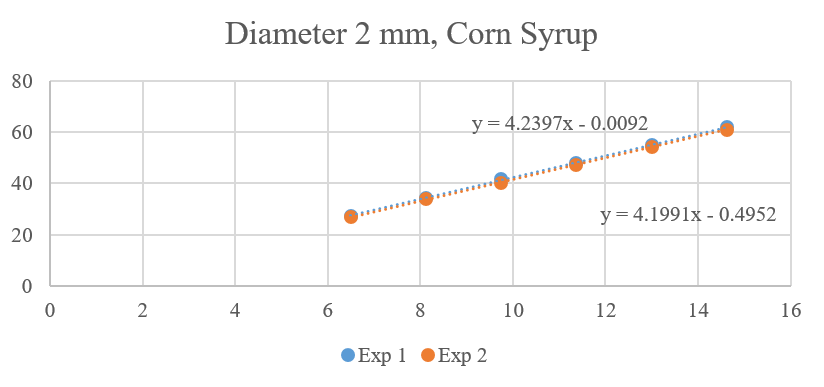 Diameter 2 mm, Corn Syrup
80
60
40
20
0
y = 4.2397x - 0.0092
y = 4.1991x - 0.4952
0 2 4 6 8 10 12 14 16
Exp 1 Exp 2